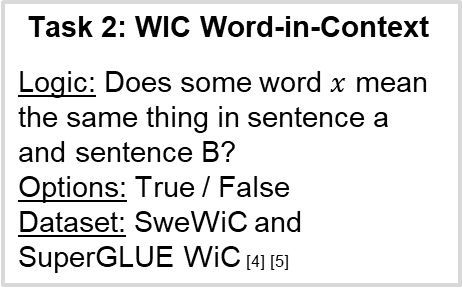 Task 2: WIC Word-in-Context
Logic: Does some word 𝑥 mean
the same thing in sentence a
and sentence B?
Options: True / False
Dataset: SweWiC and
SuperGLUE WiC [4] [5]